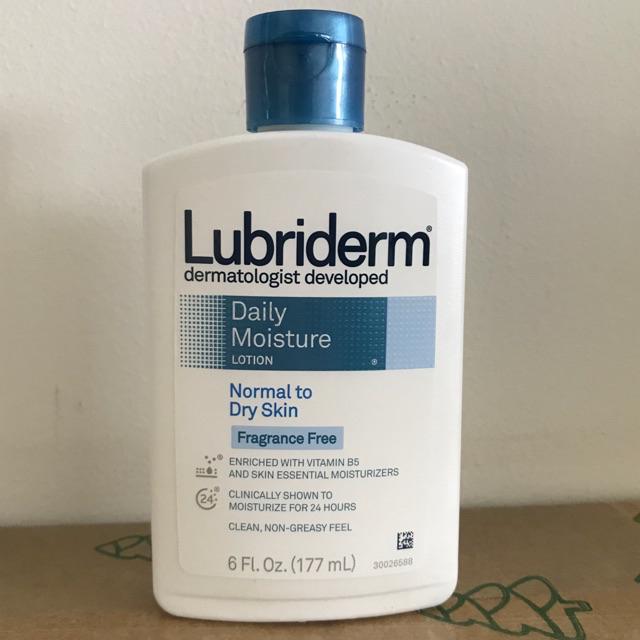 Lubriderm®
dermatologist developed
Daily
Moisture
LOTION ®
Normal to
Dry Skin
Fragrance Free
ENRICHED WITH VITAMIN B5
AND SKIN ESSENTIAL MOISTURIZERS
24
CLINICALLY SHOWN TO
MOISTURIZE FOR 24 HOURS
CLEAN, NON-GREASY FEEL
6 Fl. Oz. (177 mL) 30026588